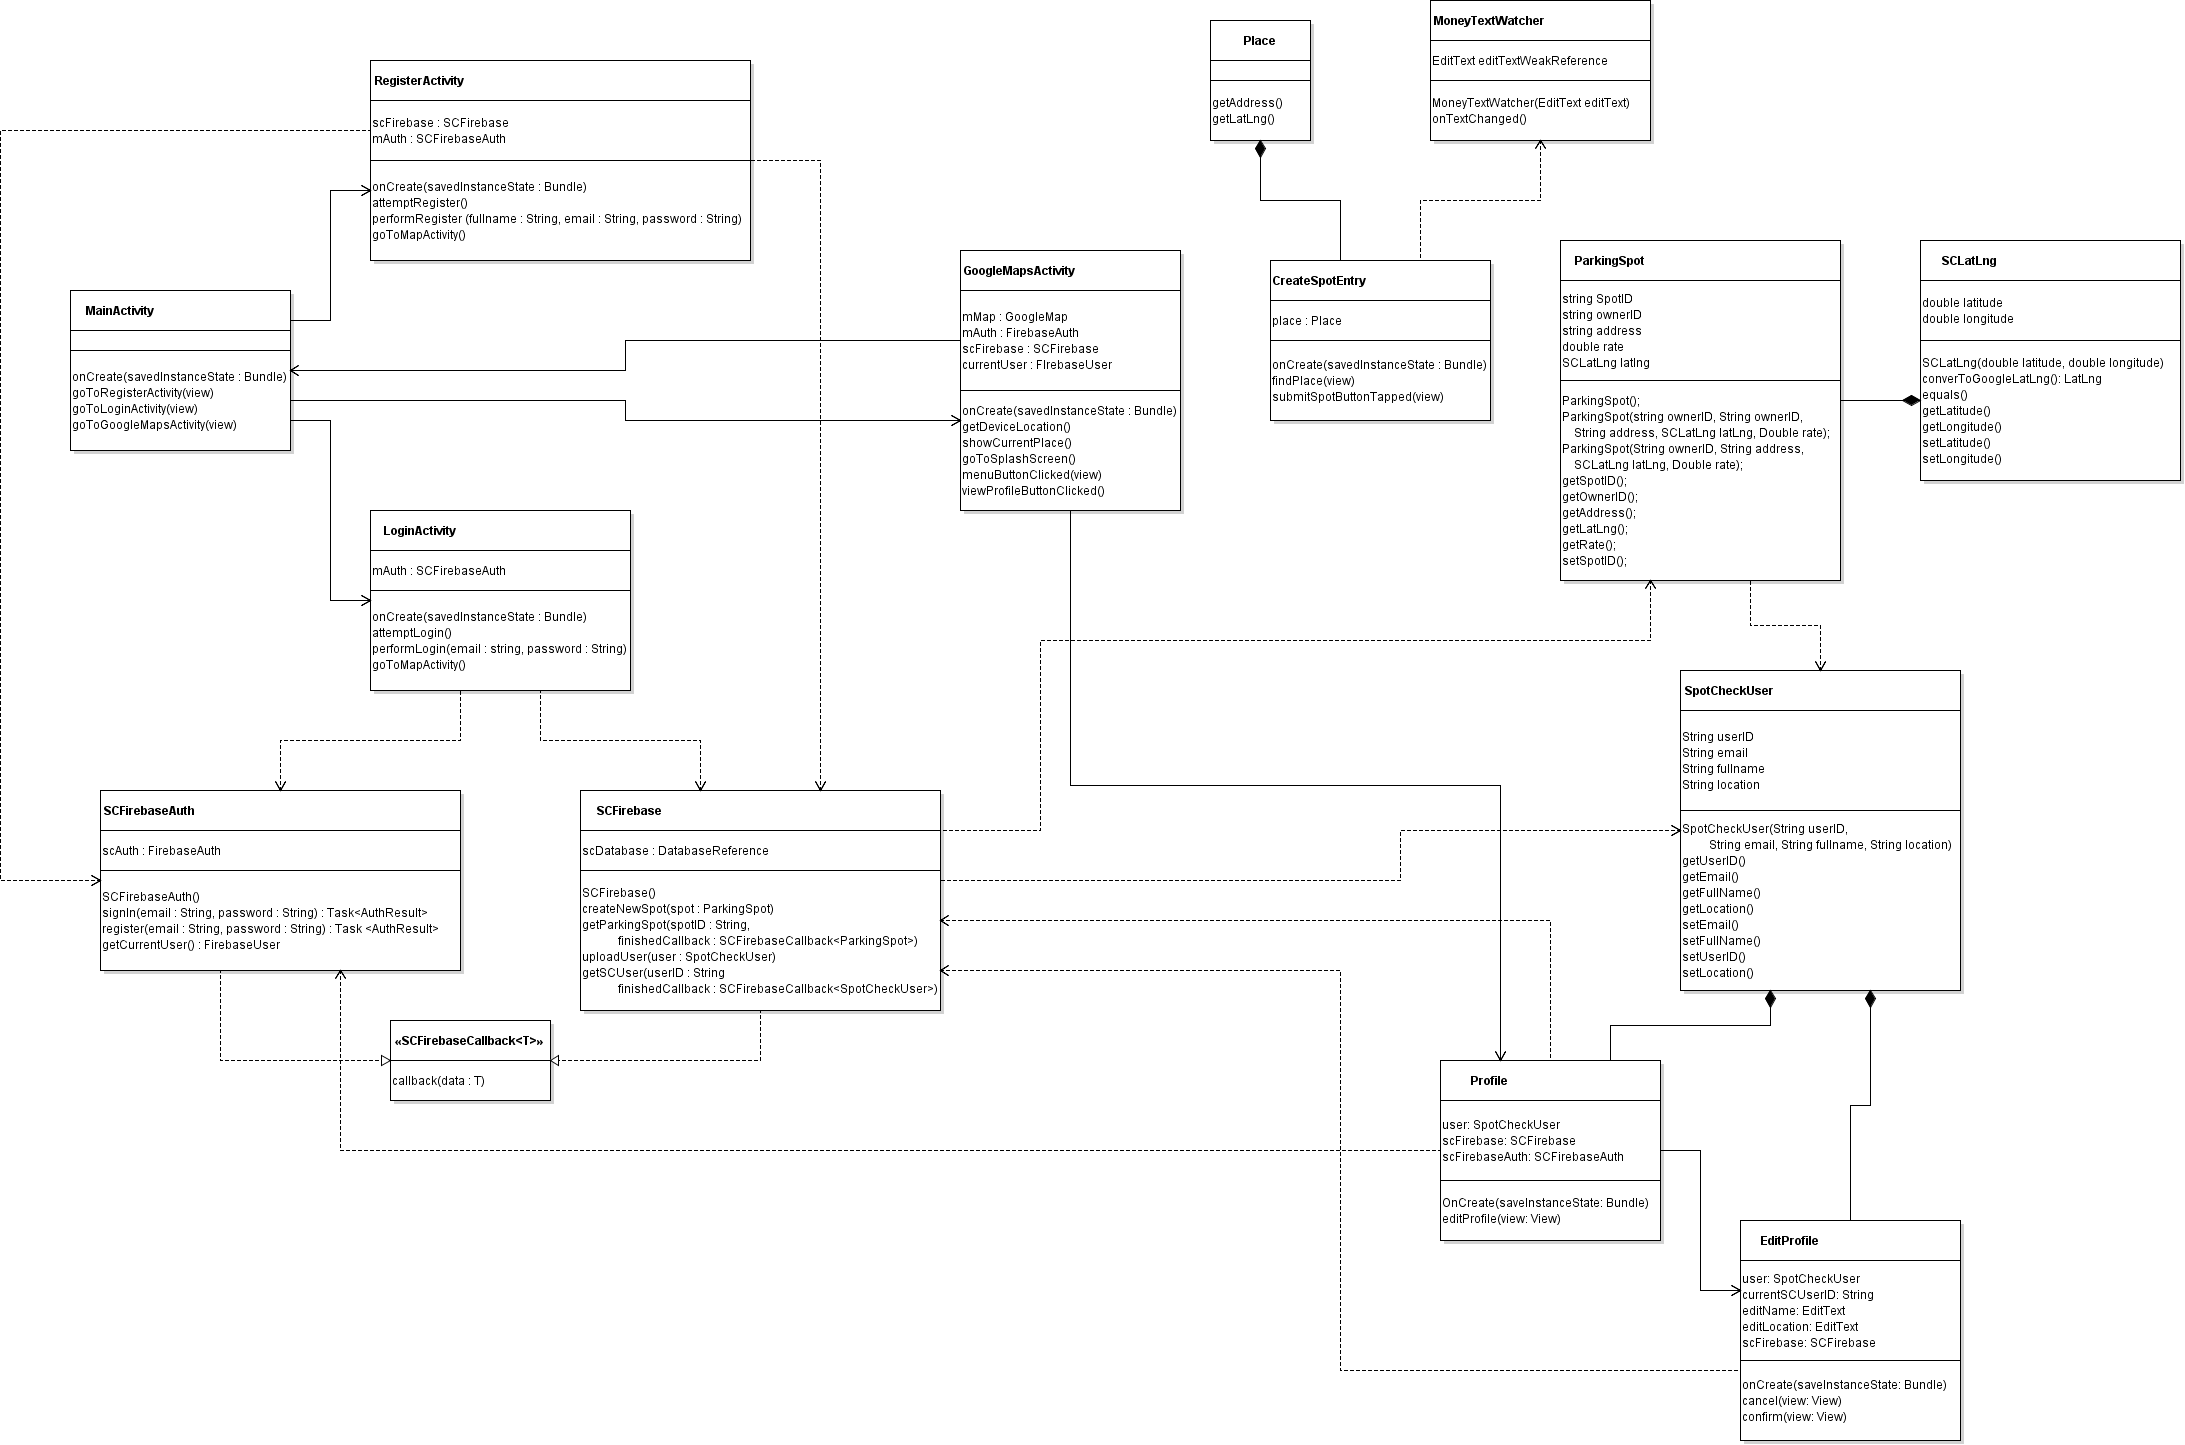 MoneyTextWatcher
EditText editTextWeakReference
MoneyTextWatcher(EditText editText)
onTextChanged()
Place
getAddress()
getLatLng()
RegisterActivity
scFirebase : SCFirebase
mAuth : SCFirebaseAuth
onCreate(savedInstanceState : Bundle)
attemptRegister()
performRegister (fullname : String, email : String, password : String)
goToMapActivity()
MainActivity
onCreate(savedInstanceState : Bundle)
goToRegisterActivity(view)
goToLoginActivity(view)
goToGoogleMapsActivity(view)
GoogleMapsActivity
mMap : GoogleMap
mAuth : FirebaseAuth
scFirebase : SCFirebase
currentUser : FIrebaseUser
onCreate(savedInstanceState : Bundle)
getDeviceLocation()
showCurrentPlace()
goToSplashScreen()
menuButtonClicked(view)
viewProfileButtonClicked()
CreateSpotEntry
place : Place
onCreate(savedInstanceState : Bundle)
findPlace(view)
submitSpotButtonTapped(view)
ParkingSpot
string SpotID
string ownerID
string address
double rate
SCLatLng latlng
ParkingSpot();
ParkingSpot(string ownerID, String ownerID,
String address, SCLatLng latLng, Double rate);
ParkingSpot(String ownerID, String address,
SCLatLng latLng, Double rate);
getSpotID();
getOwnerID();
getAddress();
getLatLng();
getRate();
setSpotID();
SCLatLng
double latitude
double longitude
SCLatLng(double latitude, double longitude)
converToGoogleLatLng(): LatLng
equals()
getLatitude()
getLongitude()
setLatitude()
setLongitude()
LoginActivity
mAuth : SCFirebaseAuth
onCreate(savedInstanceState : Bundle)
attemptLogin()
performLogin(email : string, password : String)
goToMapActivity()
SpotCheckUser
String userID
String email
String fullname
String location
SpotCheckUser(String userID,
String email, String fullname, String location)
getUserID()
getEmail()
getFullName()
getLocation()
setEmail()
setFullName()
setUserID()
setLocation()
SCFirebaseAuth
scAuth : FirebaseAuth
SCFirebaseAuth()
signIn(email : String, password : String) : Task<AuthResult>
register(email : String, password : String) : Task <AuthResult>
getCurrentUser() : FirebaseUser
SCFirebase
scDatabase : DatabaseReference
SCFirebase()
createNewSpot(spot : ParkingSpot)
getParkingSpot(spotID : String,
finishedCallback : SCFirebaseCallback<ParkingSpot>)
uploadUser(user : SpotCheckUser)
getSCUser(userID : String
finishedCallback : SCFirebaseCallback<SpotCheckUser>)
«SCFirebaseCallback<T>»
callback(data : T)
Profile
user: SpotCheckUser
scFirebase: SCFirebase
scFirebaseAuth: SCFirebaseAuth
OnCreate(saveInstanceState: Bundle)
editProfile(view: View)
EditProfile
user: SpotCheckUser
currentSCUserID: String
editName: EditText
editLocation: EditText
scFirebase: SCFirebase
onCreate(saveInstanceState: Bundle)
cancel(view: View)
confirm(view: View)